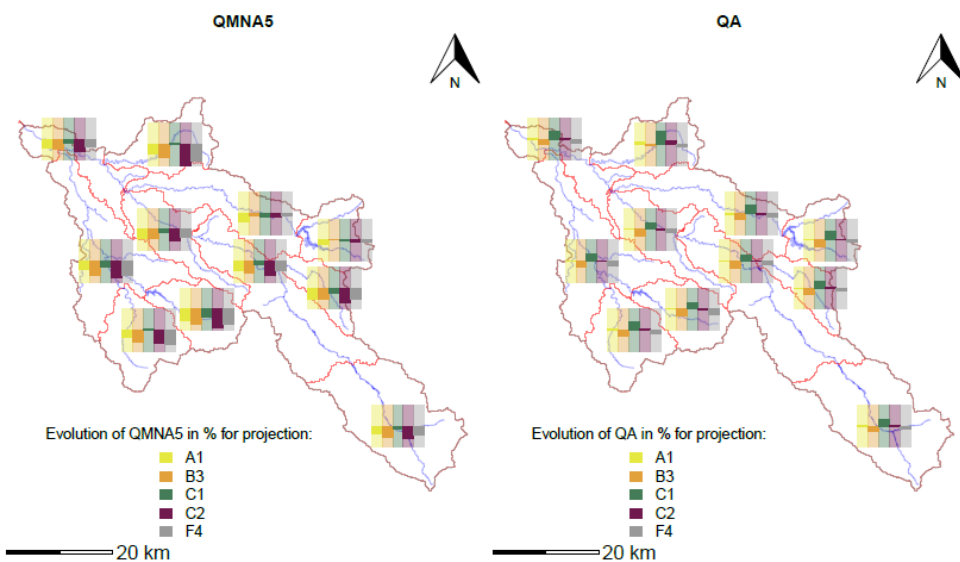 QMNA5
QA
N
N
Evolution of QMNA5 in % for projection:
A1
B3
C1
C2
F4
20 km
Evolution of QA in % for projection:
A1
B3
C1
C2
F4
20 km